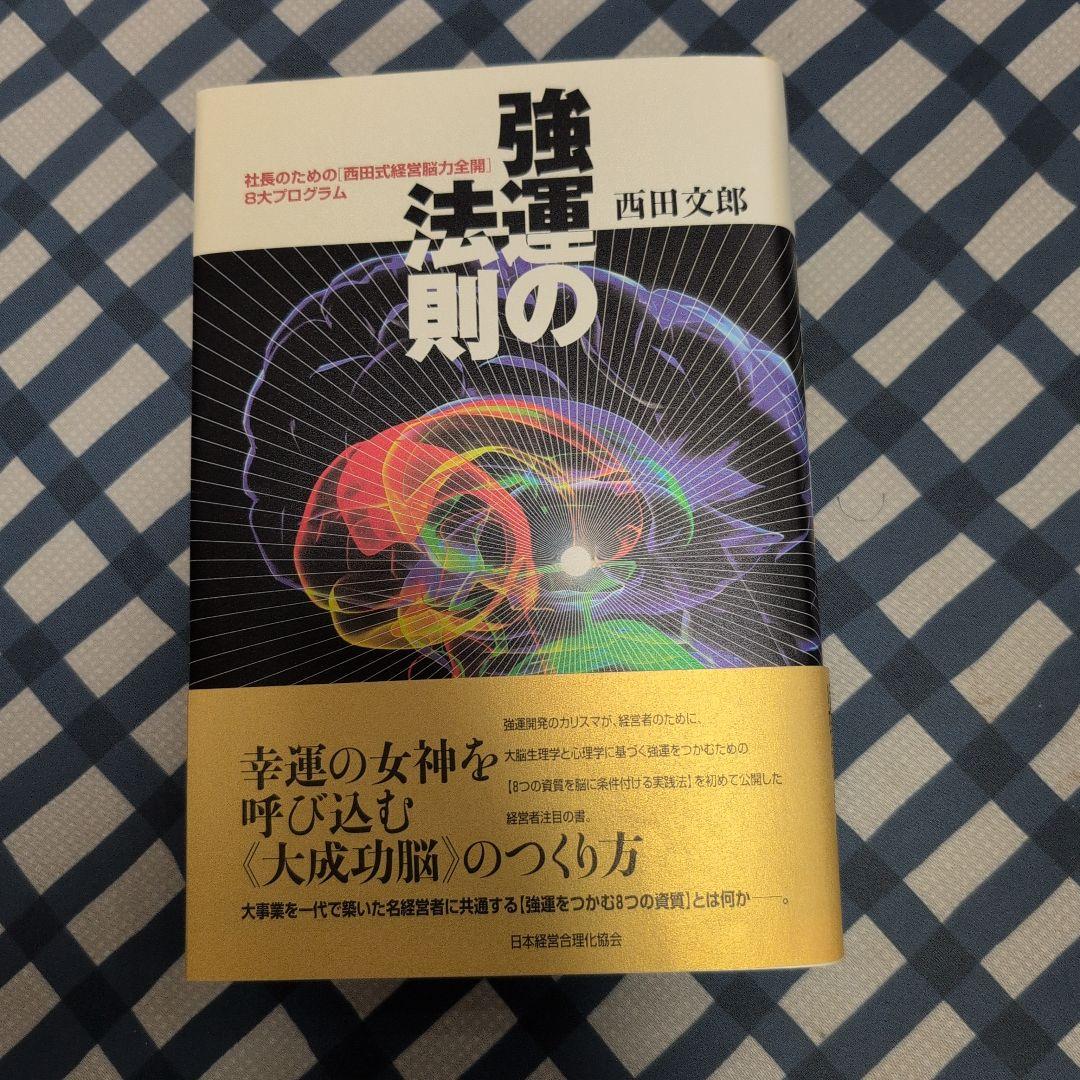 社長のための[西田式経営脳力全開]
8大プログラム
強運の
法則
西田文郎
強運開発のカリスマが、経営者のために、
大脳生理学と心理学に基づく強運をつかむための
【8つの資質を脳に条件付ける実践法】を初めて公開した
経営者注目の書。
幸運の女神を
呼び込む
《大成功脳》のつくり方
大事業を一代で築いた名経営者に共通する【強運をつかむ8つの資質】とは何か――。
日本経営合理化協会